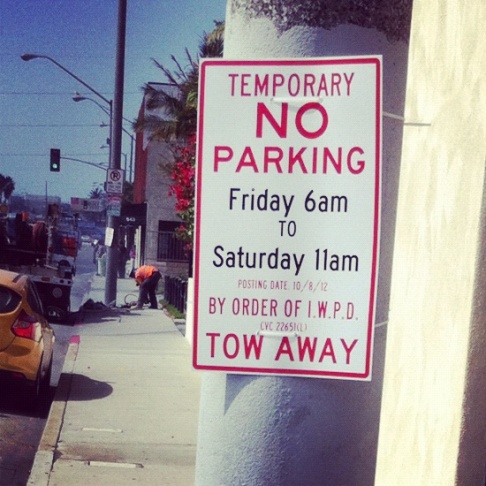 TEMPORARY
NO
PARKING
Friday 6am
TO
Saturday 11am
POSTING DATE: 10/8/12
BY ORDER OF I.W.P.D.
CVC 22651(L)
TOW AWAY